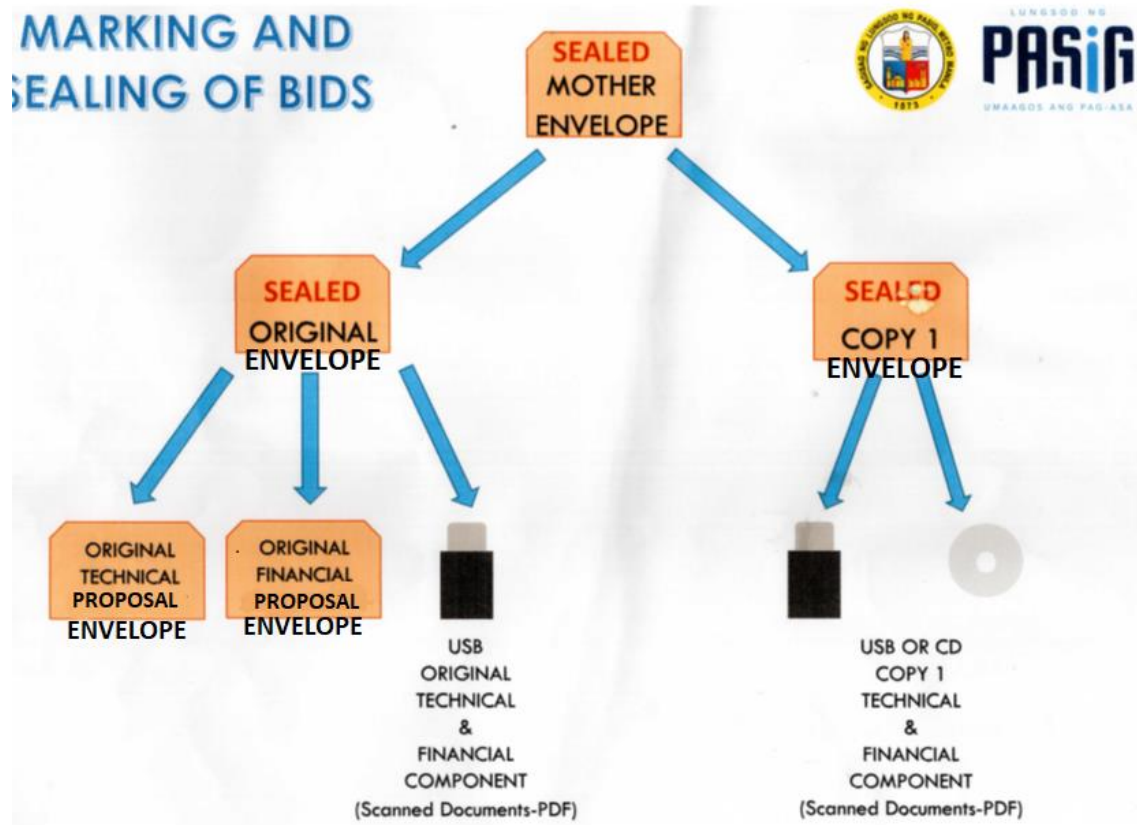 MARKING AND
SEALING OF BIDS
LUNGSOD NG
PASiG
UMAAGOS ANG PAG-ASA
1573
SEALED
MOTHER
ENVELOPE
SEALED
ORIGINAL
ENVELOPE
SEALED
COPY 1
ENVELOPE
ORIGINAL
TECHNICAL
PROPOSAL
ENVELOPE
ORIGINAL
FINANCIAL
PROPOSAL
ENVELOPE
USB
ORIGINAL
TECHNICAL
&
FINANCIAL
COMPONENT
(Scanned Documents-PDF)
USB OR CD
COPY 1
TECHNICAL
&
FINANCIAL
COMPONENT
(Scanned Documents-PDF)